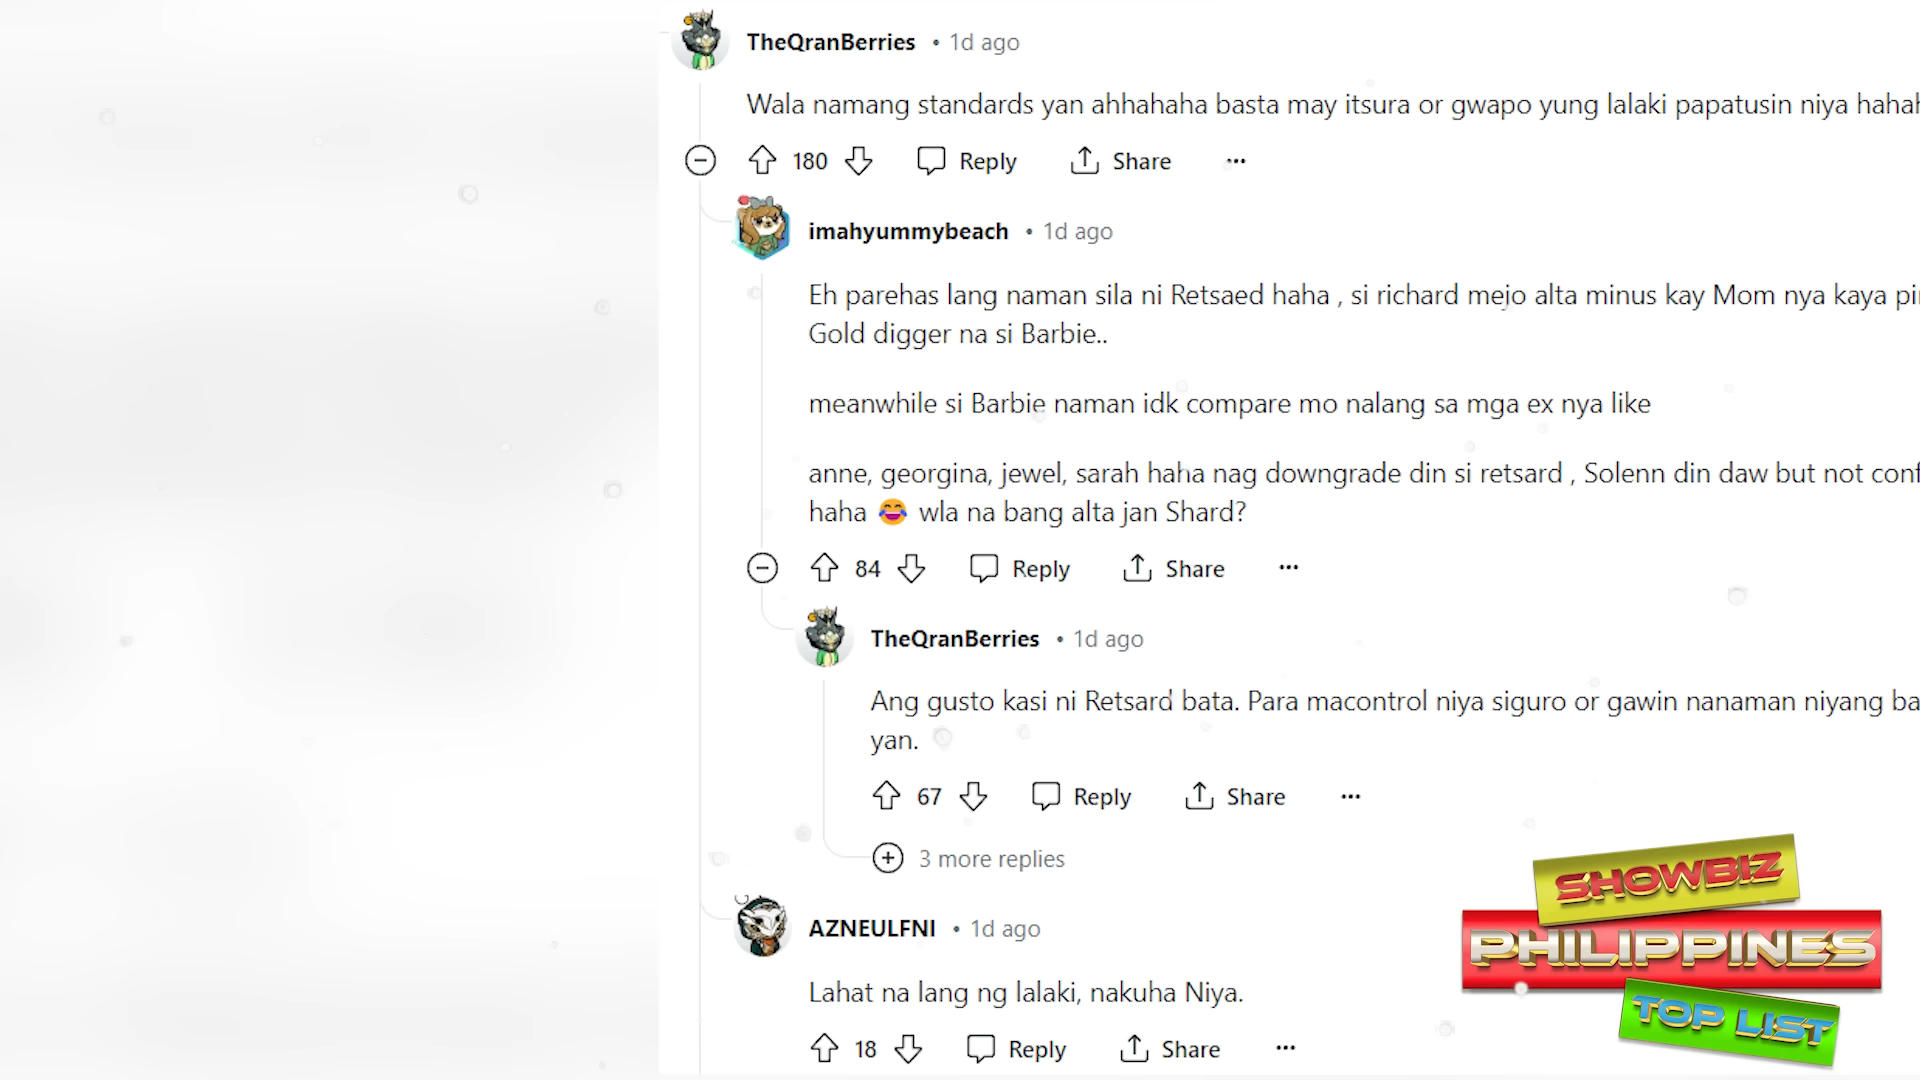 TheQranBerries • 1d ago
Wala namang standards yan ahhahaha basta may itsura or gwapo yung lalaki papatusin niya
180 Reply Share ...
imahyummybeach • 1d ago
Eh parehas lang naman sila ni Retsaed haha , si richard mejo alta minus kay Mom nya kaya
Gold digger na si Barbie..
meanwhile si Barbie naman idk compare mo nalang sa mga ex nya like
anne, georgina, jewel, sarah haha nag downgrade din si retsard , Solenn din daw but not
haha 😂 wla na bang alta jan Shard?
84 Reply Share ...
TheQranBerries • 1d ago
Ang gusto kasi ni Retsard bata. Para macontrol niya siguro or gawin nanaman niyang
yan.
67 Reply Share ...
3 more replies
AZNEULFNI • 1d ago
Lahat na lang ng lalaki, nakuha Niya.
18 Reply Share ...
SHOWBIZ
PHILIPPINES
TOP LIST